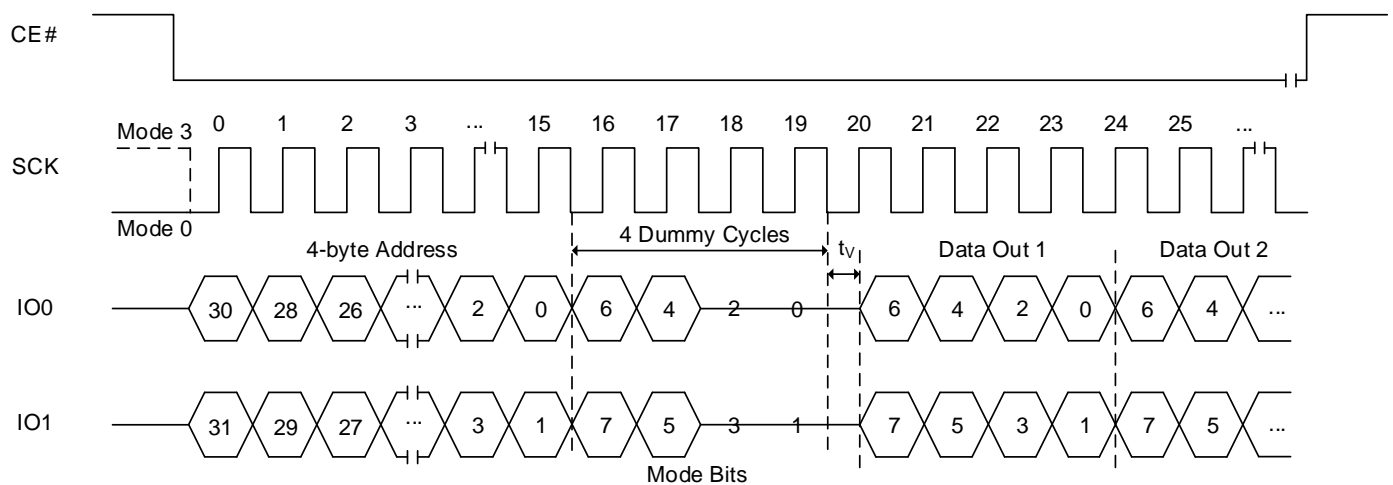 CE#
0 1 2 3 ... 15 16 17 18 19 20 21 22 23 24 25 ...
Mode 3
SCK
Mode 0
4-byte Address 4 Dummy Cycles tV Data Out 1 Data Out 2
IO0 30 28 26 ... 2 0 6 4 2 0 6 4 2 0 6 4 ...
IO1 31 29 27 ... 3 1 7 5 3 1 7 5 3 1 7 5 ...
Mode Bits